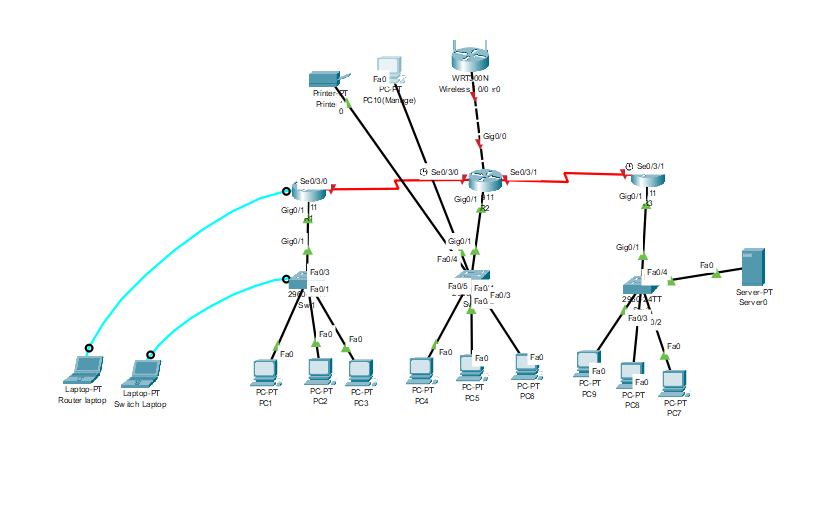 WRT300N
Fa0
PC-PT
PC10(Manage)
Gig0/0
Se0/3/0
Se0/3/0
Se0/3/1
Se0/3/1
Gig0/1
Gig0/1
Gig0/1
Gig0/1
Gig0/1
Gig0/1
Fa0/4
Fa0/3
Fa0/1
Fa0/5
Fa0/3
Fa0/4
Fa0
Server-PT
Server0
Fa0/3
0/2
Fa0
Fa0
Fa0
Fa0
Fa0
Fa0
Fa0
Fa0
Fa0
Laptop-PT
Router laptop
Laptop-PT
Switch Laptop
PC-PT
PC1
PC-PT
PC2
PC-PT
PC3
PC-PT
PC4
PC-PT
PC5
PC-PT
PC6
PC-PT
PC9
PC-PT
PC8
PC-PT
PC7